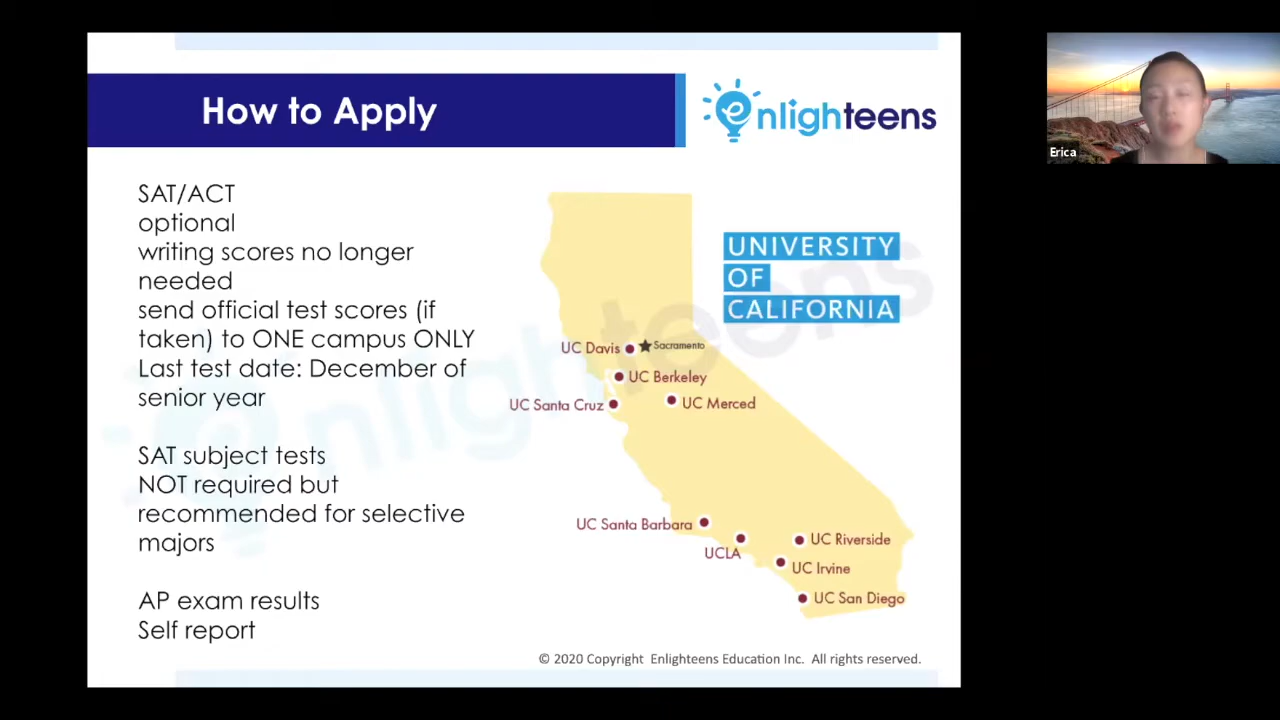 How to Apply
enlighteens
Erica
SAT/ACT
optional
writing scores no longer
needed
send official test scores (if
taken) to ONE campus ONLY
Last test date: December of
senior year
SAT subject tests
NOT required but
recommended for selective
majors
AP exam results
Self report
UNIVERSITY
OF
CALIFORNIA
UC Davis
Sacramento
UC Berkeley
UC Santa Cruz
UC Merced
UC Santa Barbara
UCLA
UC Riverside
UC Irvine
UC San Diego
enlighteens
© 2020 Copyright Enlighteens Education Inc. All rights reserved.